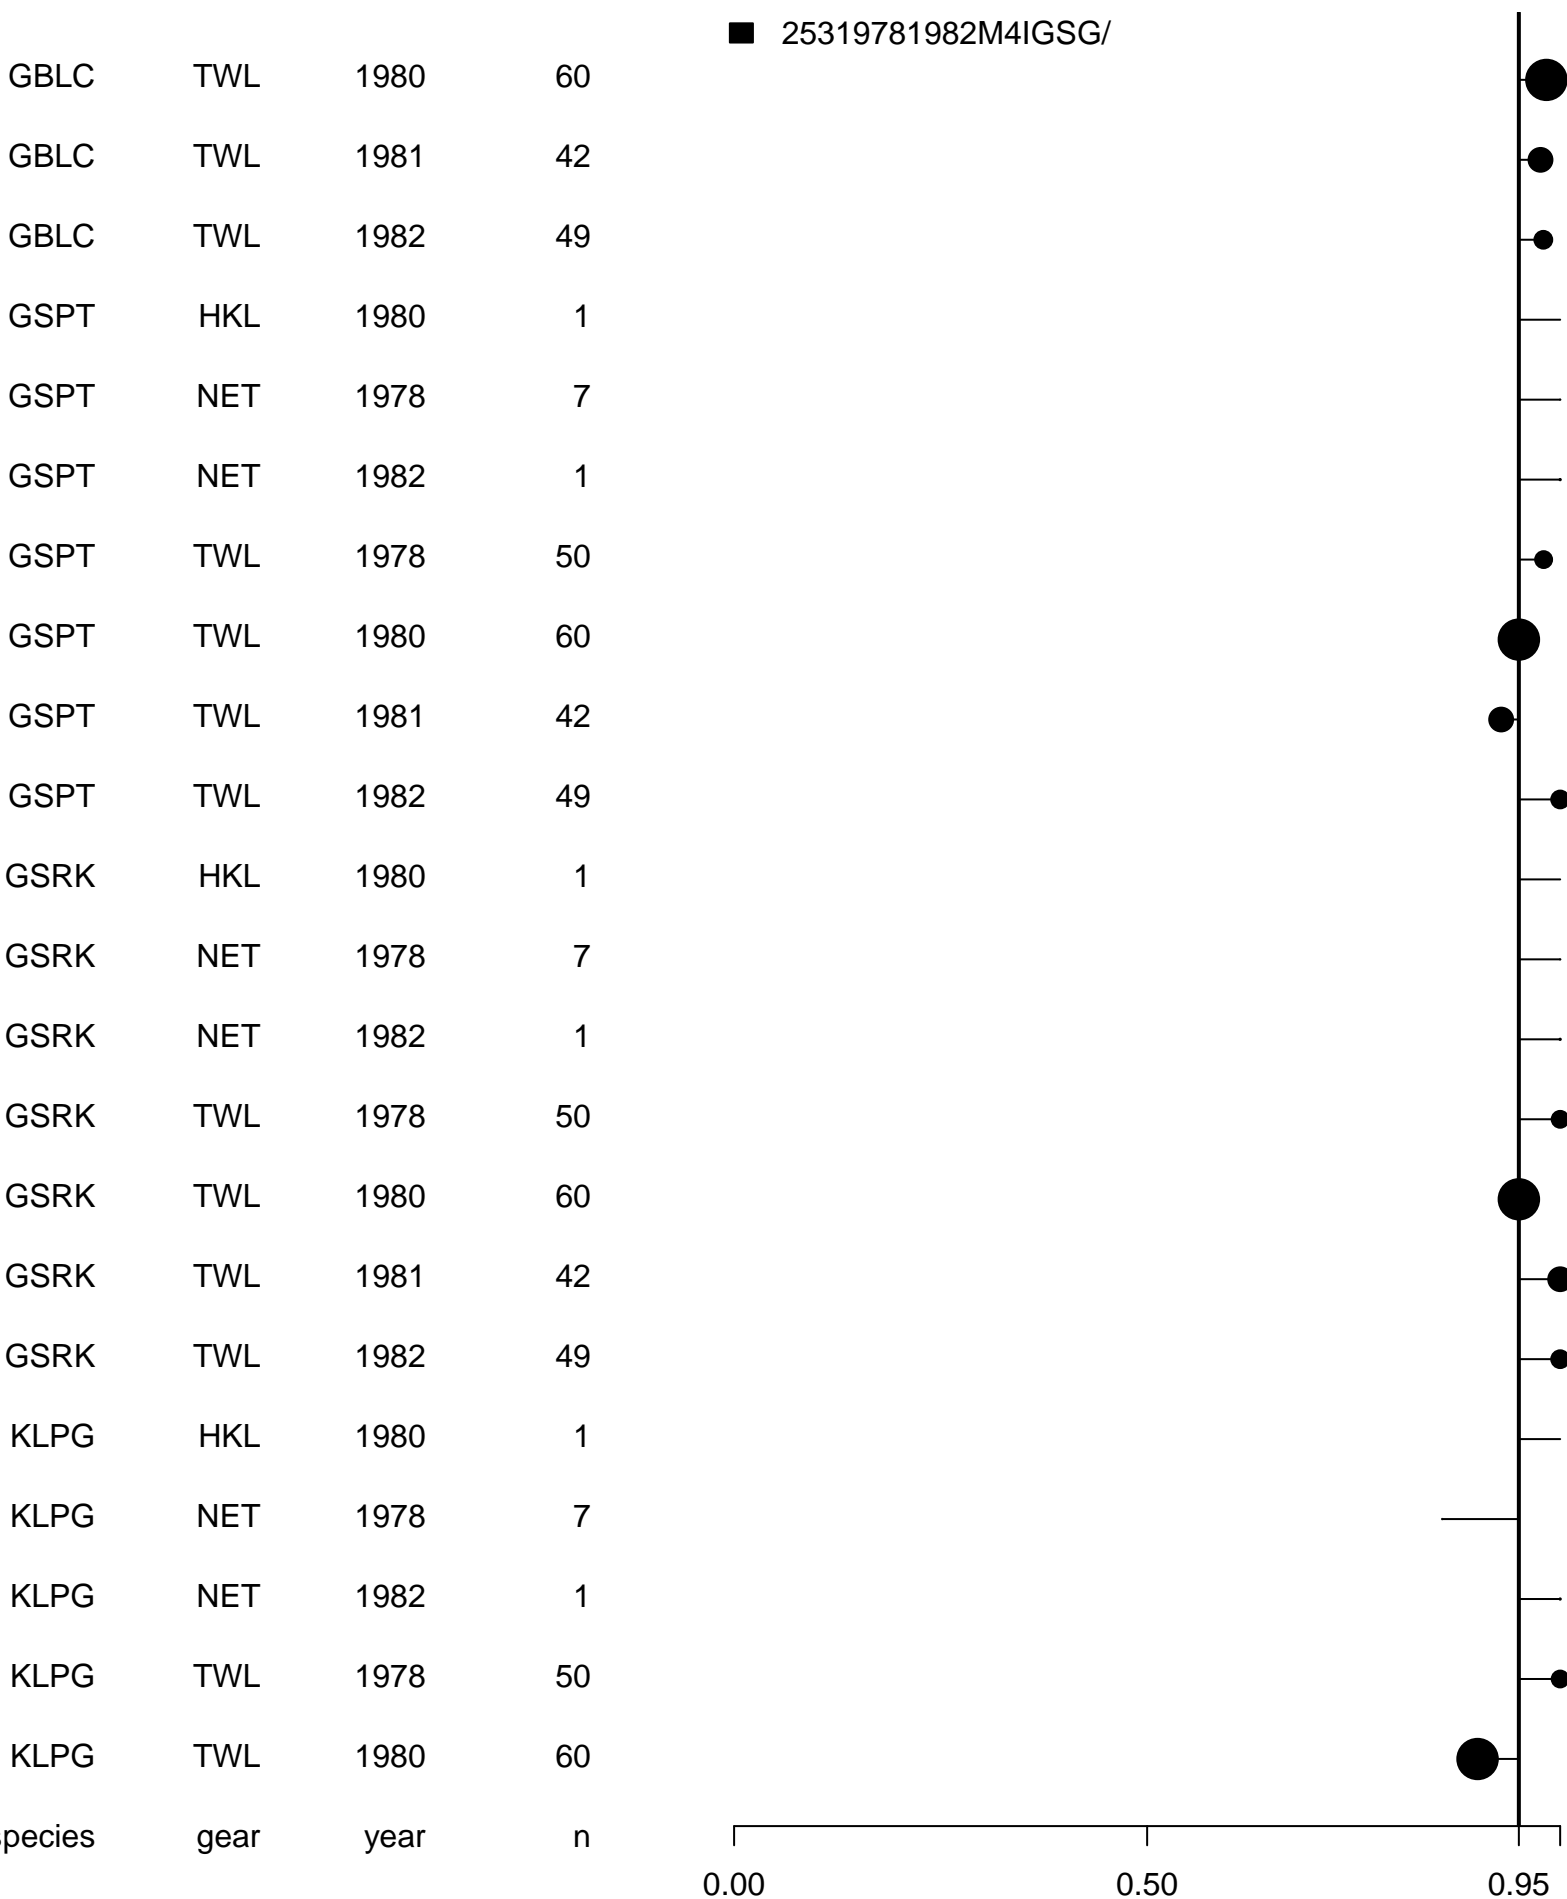 25319781982M4IGSG/
GBLC TWL 1980 60
GBLC TWL 1981 42
GBLC TWL 1982 49
GSPT HKL 1980 1
GSPT NET 1978 7
GSPT NET 1982 1
GSPT TWL 1978 50
GSPT TWL 1980 60
GSPT TWL 1981 42
GSPT TWL 1982 49
GSRK HKL 1980 1
GSRK NET 1978 7
GSRK NET 1982 1
GSRK TWL 1978 50
GSRK TWL 1980 60
GSRK TWL 1981 42
GSRK TWL 1982 49
KLPG HKL 1980 1
KLPG NET 1978 7
KLPG NET 1982 1
KLPG TWL 1978 50
KLPG TWL 1980 60
pecies gear year n
0.00 0.50 0.95